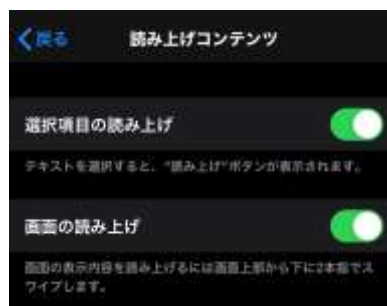 戻る 読み上げコンテンツ
選択項目の読み上げ
テキストを選択すると、“読み上げ”ボタンが表示されます。
画面の読み上げ
画面の表示内容を読み上げるには画面上部から下に2本指でス
ワイプします。